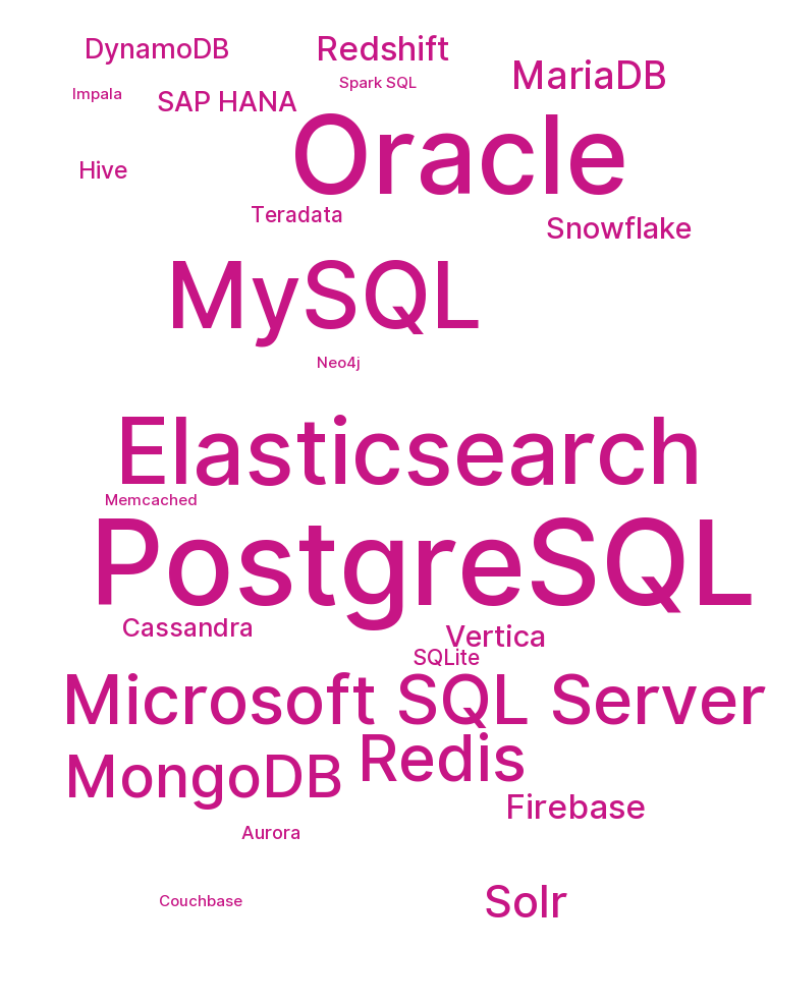 DynamoDB
Redshift
MariaDB
Spark SQL
Impala
SAP HANA
Oracle
Hive
Teradata
Snowflake
MySQL
Neo4j
Elasticsearch
Memcached
PostgreSQL
Cassandra
Vertica
SQLite
Microsoft SQL Server
Redis
MongoDB
Firebase
Aurora
Couchbase
Solr